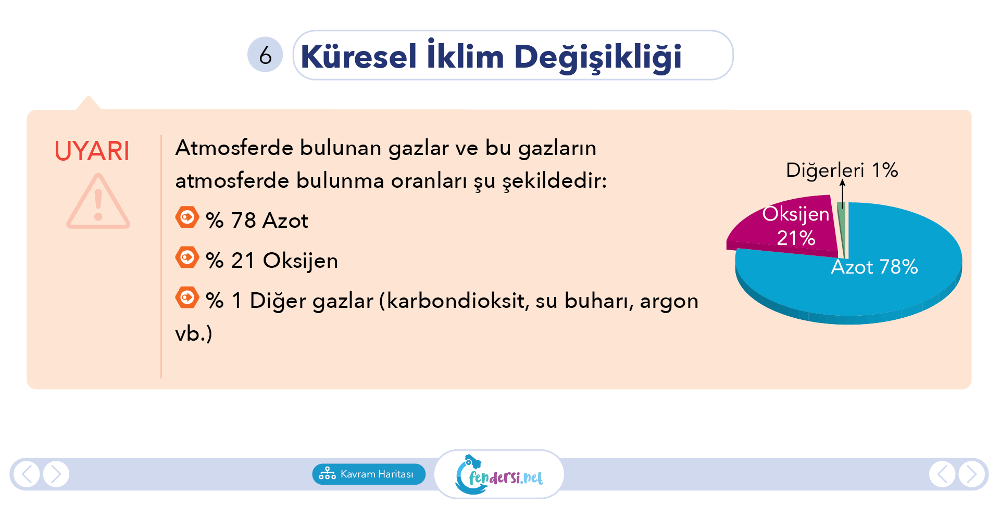 6
Küresel İklim Değişikliği
UYARI
Atmosferde bulunan gazlar ve bu gazların
atmosferde bulunma oranları şu şekildedir:
% 78 Azot
% 21 Oksijen
% 1 Diğer gazlar (karbondioksit, su buharı, argon
vb.)
Diğerleri 1%
Oksijen
21%
Azot 78%
Kavram Haritası
fendersi.net